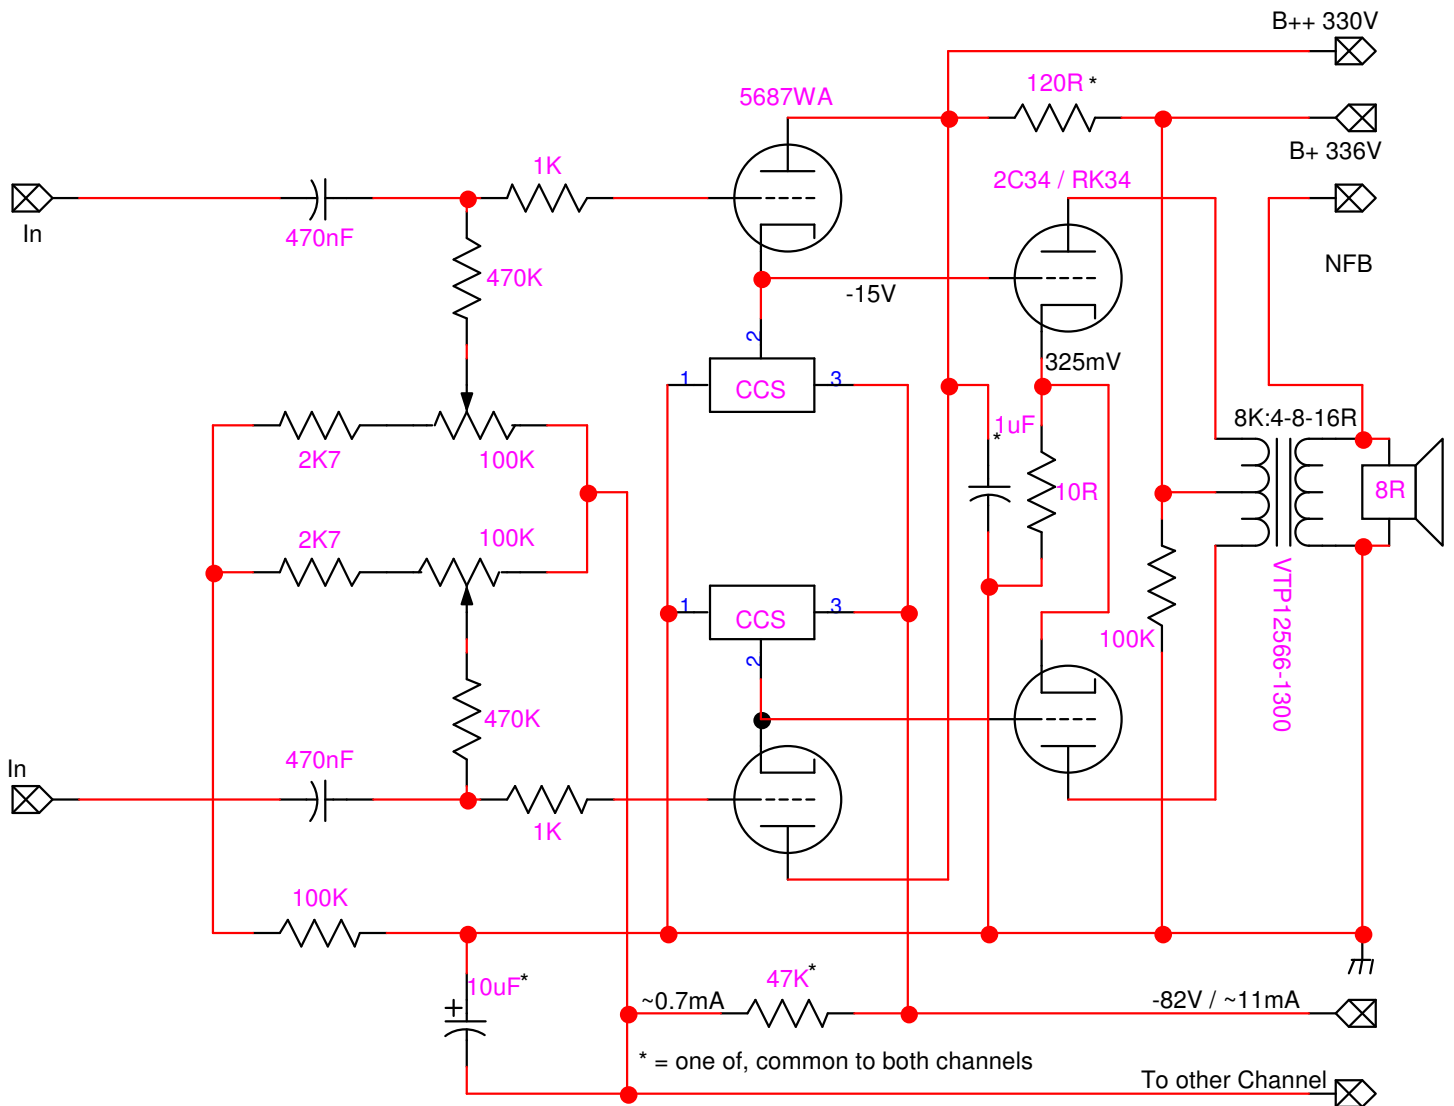 B++ 330V
120R *
5687WA
B+ 336V
1K
2C34 / RK34
In
470nF
470K
NFB
-15V
2
325mV
1
CCS
3
8K:4-8-16R
1uF
*
2K7
100K
10R
8R
2K7
100K
1
CCS
3
VTP12566-1300
100K
2
470K
470nF
In
1K
100K
47K*
10uF*
~0.7mA
-82V / ~11mA
* = one of, common to both channels
To other Channel